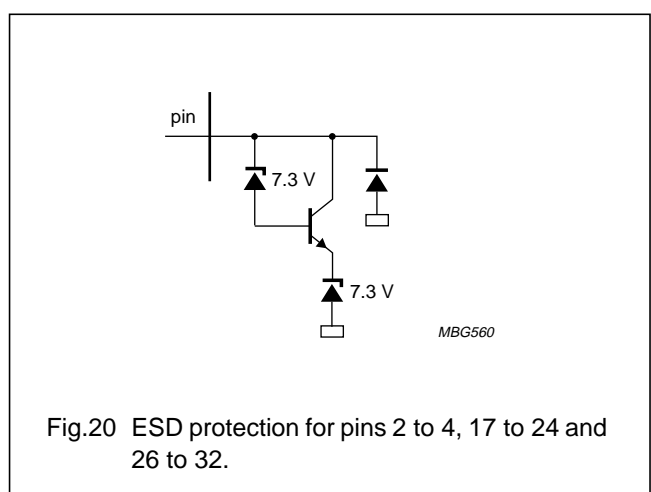 pin
7.3 V
7.3 V
MBG560
Fig.20 ESD protection for pins 2 to 4, 17 to 24 and
26 to 32.